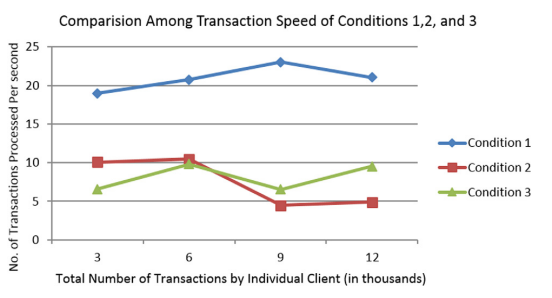 Comparision Among Transaction Speed of Conditions 1,2, and 3
No. of Transactions Processed Per second
25
20
15
10
5
0
3 6 9 12
Total Number of Transactions by Individual Client (in thousands)
Condition 1
Condition 2
Condition 3